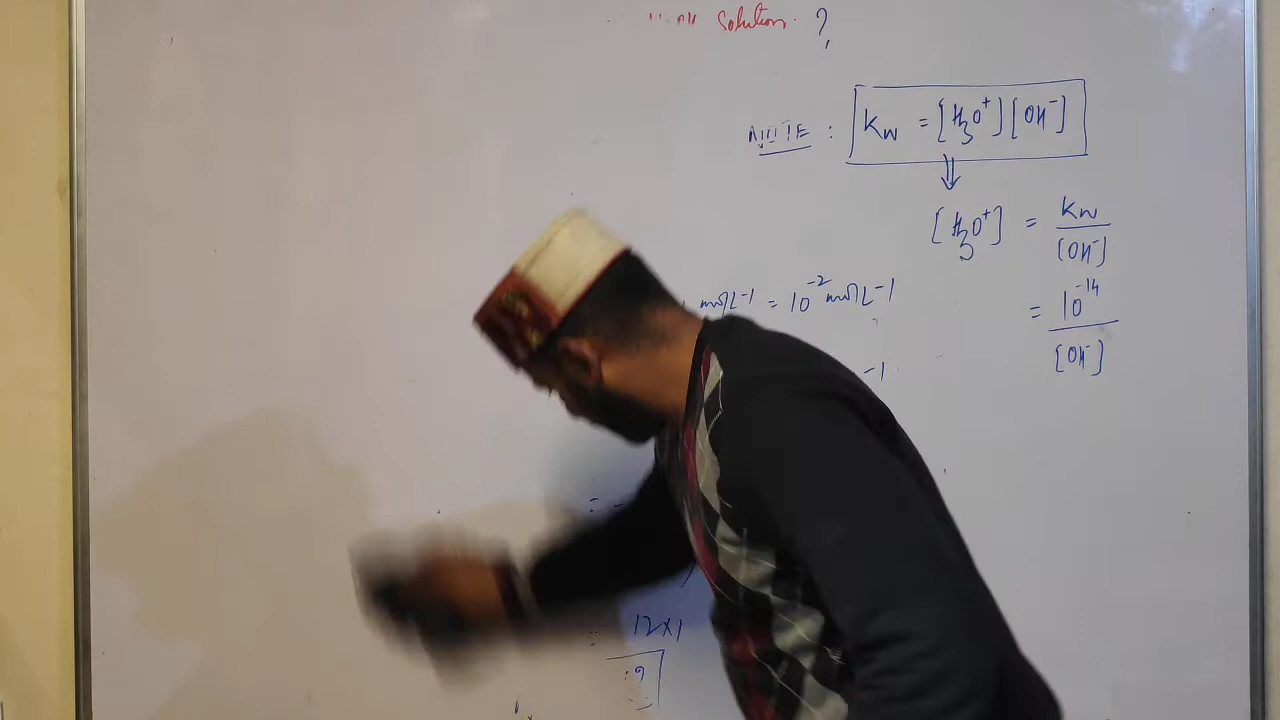 solution ?
NOTE : Kw = [H3O+][OH-]
⇓
[H3O+] = Kw / [OH-]
mol L-1 = 10^-2 mol L-1
= 10^-14 / [OH-]
-1
= -
= 12×1